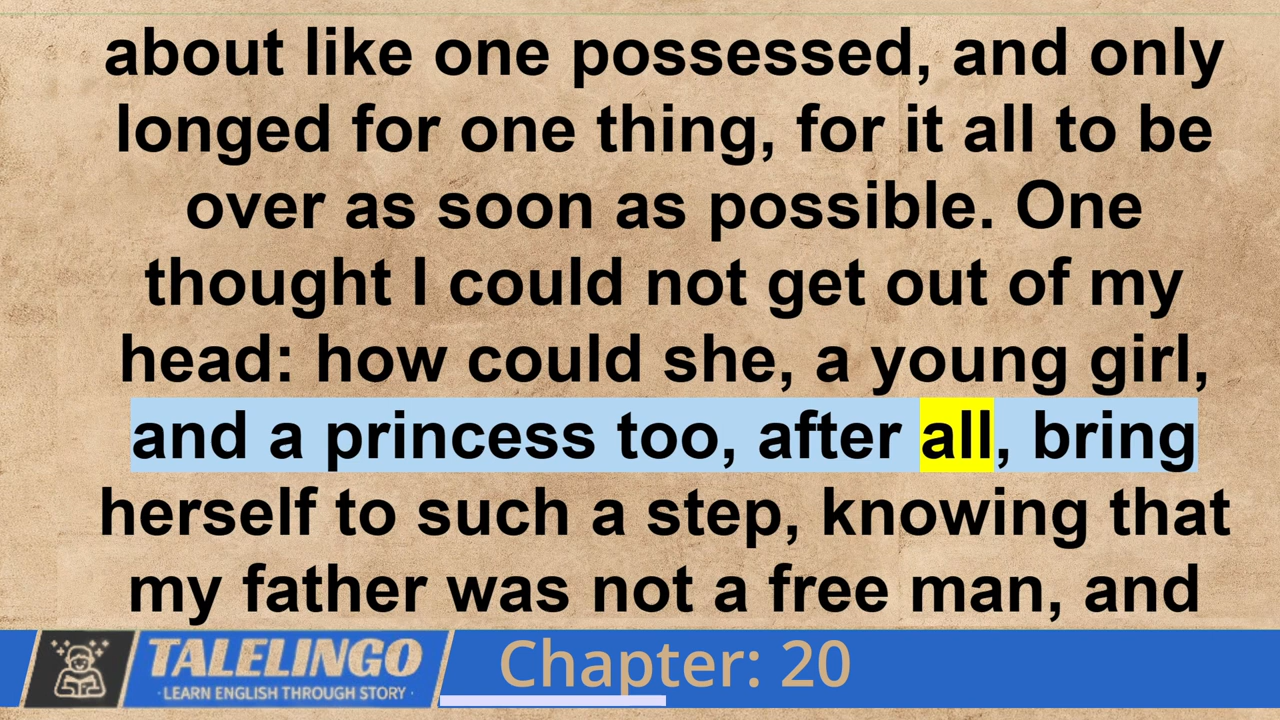 about like one possessed, and only
longed for one thing, for it all to be
over as soon as possible. One
thought I could not get out of my
head: how could she, a young girl,
and a princess too, after all, bring
herself to such a step, knowing that
my father was not a free man, and
TALELINGO
· LEARN ENGLISH THROUGH STORY ·
Chapter: 20